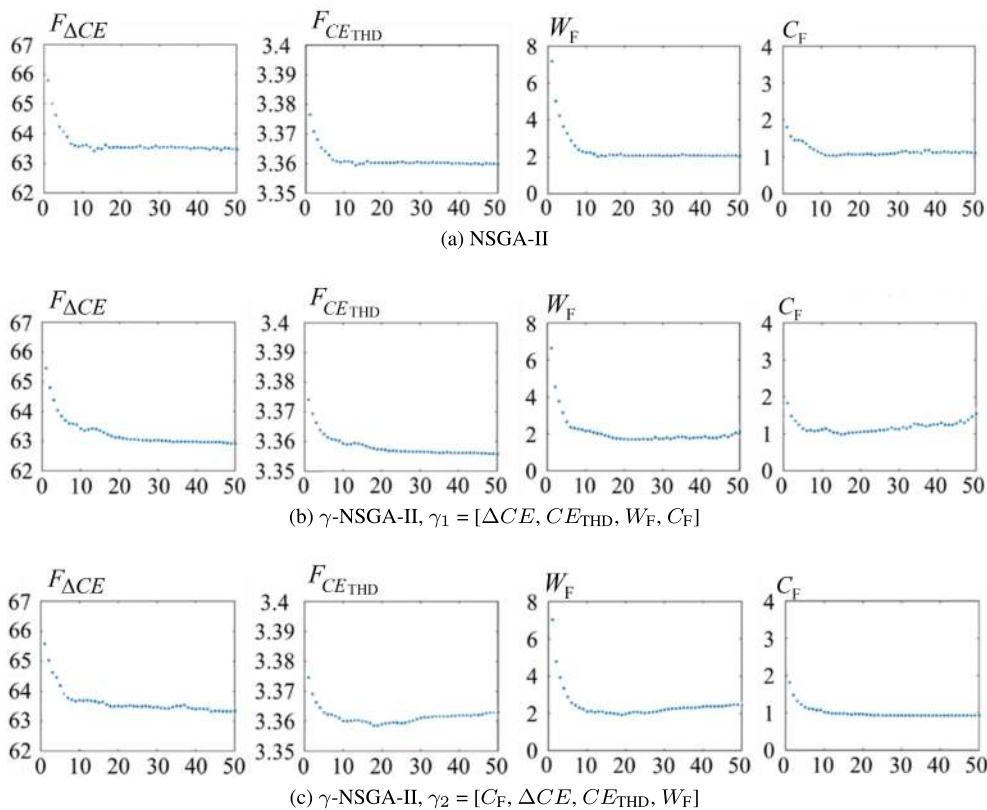 F_ΔCE F_CE_THD W_F C_F
67 3.4 8 4
66 3.39
65 3.38 6 3
64 3.37 4 2
63 3.36 2 1
62 3.35 0 0
0 10 20 30 40 50 0 10 20 30 40 50 0 10 20 30 40 50 0 10 20 30 40 50
(a) NSGA-II
F_ΔCE F_CE_THD W_F C_F
67 3.4 8 4
66 3.39
65 3.38 6 3
64 3.37 4 2
63 3.36 2 1
62 3.35 0 0
0 10 20 30 40 50 0 10 20 30 40 50 0 10 20 30 40 50 0 10 20 30 40 50
(b) γ-NSGA-II, γ₁ = [ΔCE, CE_THD, W_F, C_F]
F_ΔCE F_CE_THD W_F C_F
67 3.4 8 4
66 3.39
65 3.38 6 3
64 3.37 4 2
63 3.36 2 1
62 3.35 0 0
0 10 20 30 40 50 0 10 20 30 40 50 0 10 20 30 40 50 0 10 20 30 40 50
(c) γ-NSGA-II, γ₂ = [C_F, ΔCE, CE_THD, W_F]